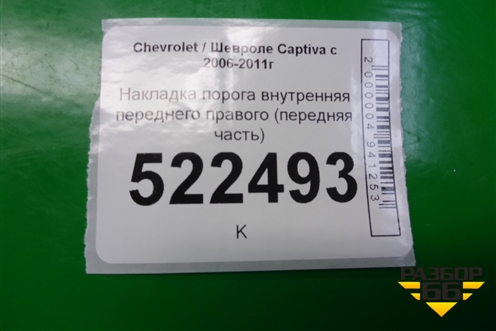 Chevrolet / Шевроле Captiva с
2006-2011г
Накладка порога внутренняя
переднего правого (передняя
часть)
522493
К
2000004941253
РАЗБОР
66